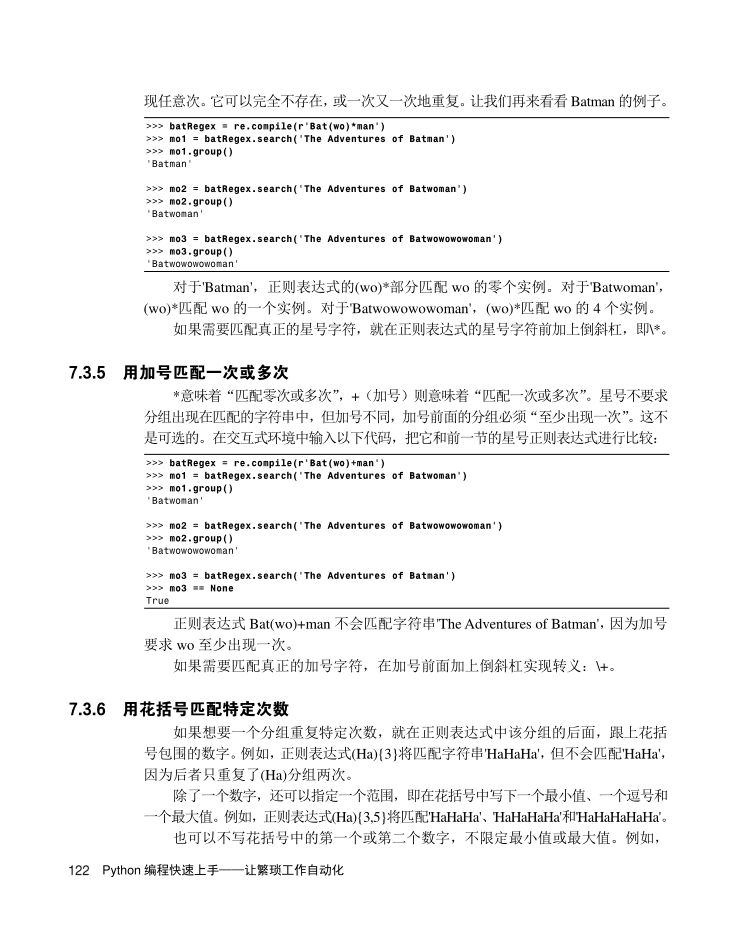 现任意次。它可以完全不存在，或一次又一次地重复。让我们再来看看 Batman 的例子。
>>> batRegex = re.compile(r'Bat(wo)*man')
>>> mo1 = batRegex.search('The Adventures of Batman')
>>> mo1.group()
'Batman'
>>> mo2 = batRegex.search('The Adventures of Batwoman')
>>> mo2.group()
'Batwoman'
>>> mo3 = batRegex.search('The Adventures of Batwowowowoman')
>>> mo3.group()
'Batwowowowoman'
对于'Batman'，正则表达式的(wo)*部分匹配 wo 的零个实例。对于'Batwoman'，
(wo)*匹配 wo 的一个实例。对于'Batwowowowoman'，(wo)*匹配 wo 的 4 个实例。
如果需要匹配真正的星号字符，就在正则表达式的星号字符前加上倒斜杠，即\*。
7.3.5 用加号匹配一次或多次
*意味着“匹配零次或多次”，+（加号）则意味着“匹配一次或多次”。星号不要求
分组出现在匹配的字符串中，但加号不同，加号前面的分组必须“至少出现一次”。这不
是可选的。在交互式环境中输入以下代码，把它和前一节的星号正则表达式进行比较：
>>> batRegex = re.compile(r'Bat(wo)+man')
>>> mo1 = batRegex.search('The Adventures of Batwoman')
>>> mo1.group()
'Batwoman'
>>> mo2 = batRegex.search('The Adventures of Batwowowowoman')
>>> mo2.group()
'Batwowowowoman'
>>> mo3 = batRegex.search('The Adventures of Batman')
>>> mo3 == None
True
正则表达式 Bat(wo)+man 不会匹配字符串'The Adventures of Batman'，因为加号
要求 wo 至少出现一次。
如果需要匹配真正的加号字符，在加号前面加上倒斜杠实现转义：\+。
7.3.6 用花括号匹配特定次数
如果想要一个分组重复特定次数，就在正则表达式中该分组的后面，跟上花括
号包围的数字。例如，正则表达式(Ha){3}将匹配字符串'HaHaHa'，但不会匹配'HaHa'，
因为后者只重复了(Ha)分组两次。
除了一个数字，还可以指定一个范围，即在花括号中写下一个最小值、一个逗号和
一个最大值。例如，正则表达式(Ha){3,5}将匹配'HaHaHa'、'HaHaHaHa'和'HaHaHaHaHa'。
也可以不写花括号中的第一个或第二个数字，不限定最小值或最大值。例如，
122 Python 编程快速上手——让繁琐工作自动化